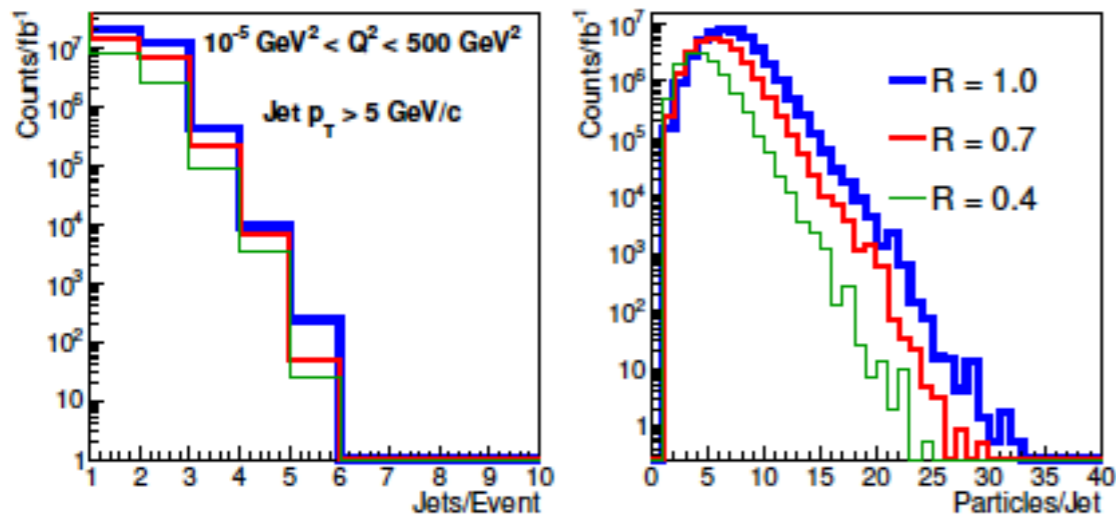 Counts/fb⁻¹
10⁷
10⁶
10⁵
10⁴
10³
10²
10
1
10⁻⁵ GeV² < Q² < 500 GeV²
Jet p_T > 5 GeV/c
1 2 3 4 5 6 7 8 9 10
Jets/Event
Counts/fb⁻¹
10⁷
10⁶
10⁵
10⁴
10³
10²
10
1
R = 1.0
R = 0.7
R = 0.4
0 5 10 15 20 25 30 35 40
Particles/Jet